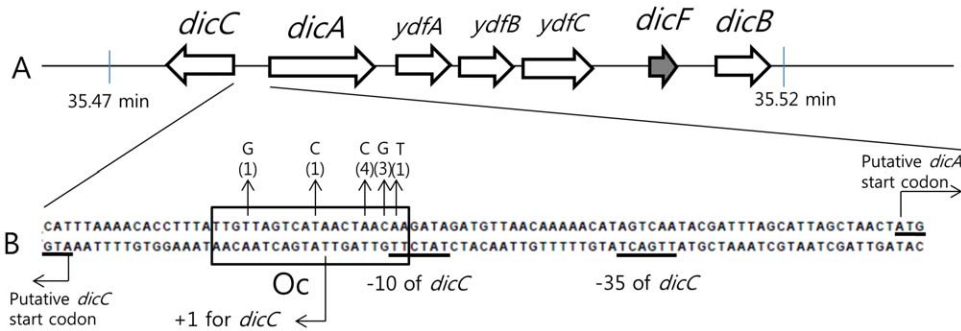 dicC dicA ydfA ydfB ydfC dicF dicB
A
35.47 min 35.52 min
G C C G T
(1) (1) (4) (3) (1)
Putative dicA
start codon
CATTTAAAACACCTTTATTGTTAGTCATAACTAACAAGATAGATGTTAACAAAAACATAGTCAATACGATTTAGCATTAGCTAACTATG
B
GTAAATTTTGTGGAAATAACAATCAGTATTGATTGTTCTATCTACAATTGTTTTTGTATCAGTTATGCTAAATCGTAATCGATTGATAC
Putative dicC
start codon
Oc
-10 of dicC -35 of dicC
+1 for dicC